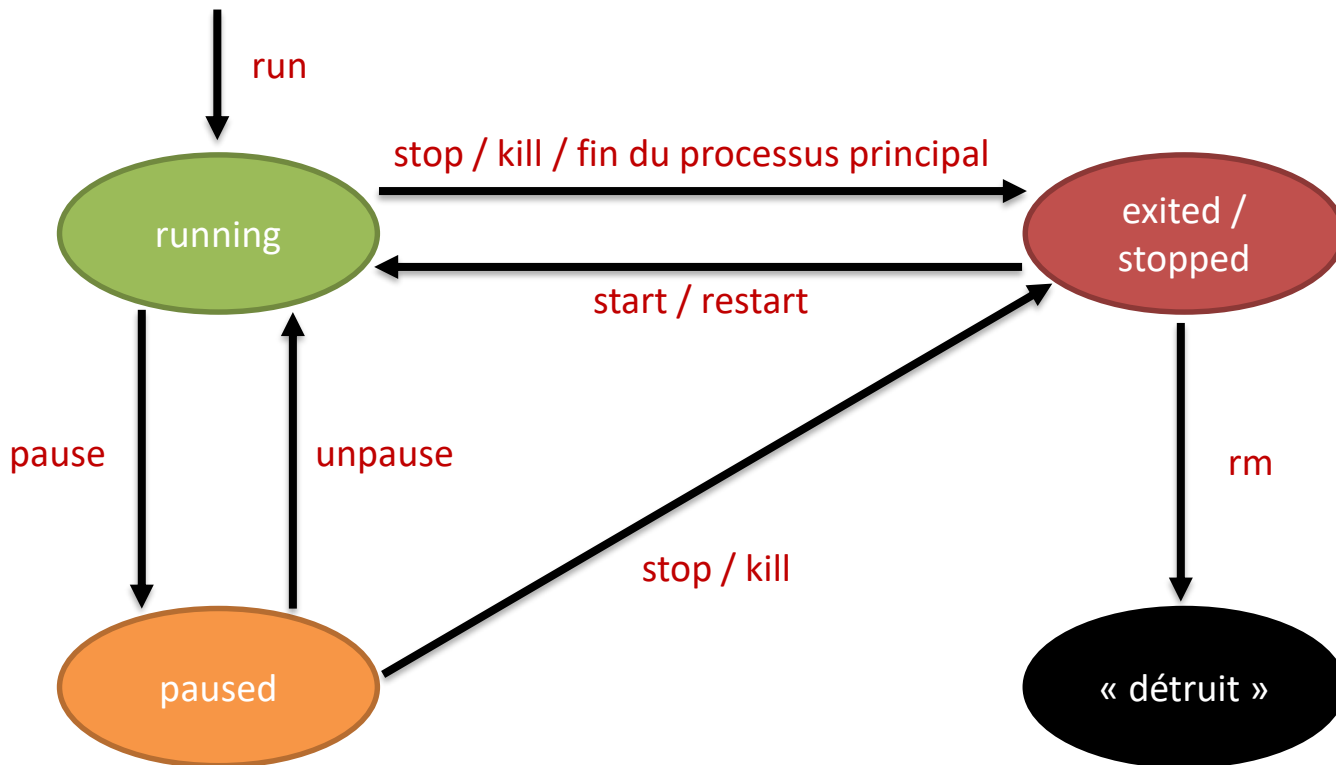 run
stop / kill / fin du processus principal
running
exited /
stopped
start / restart
pause
unpause
rm
stop / kill
paused
« détruit »